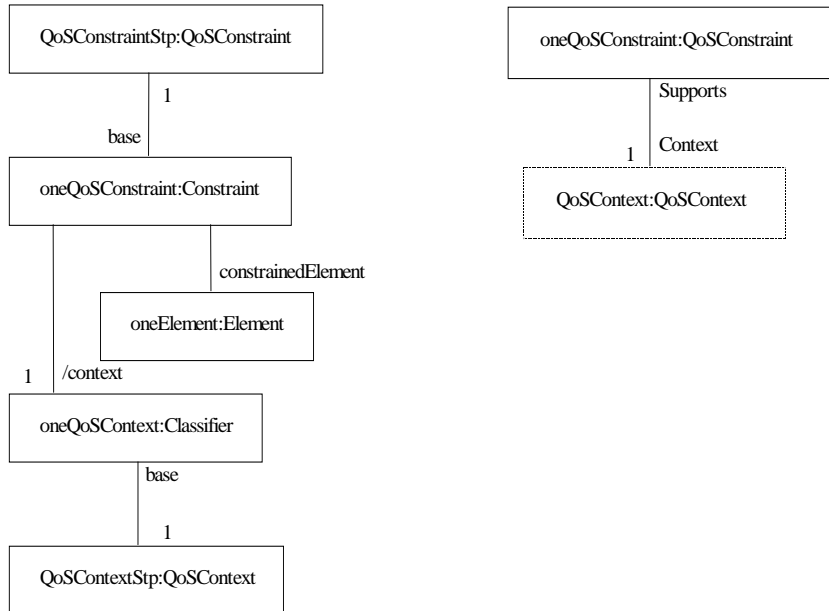 QoSConstraintStp:QoSConstraint
1
base
oneQoSConstraint:Constraint
constrainedElement
oneElement:Element
1
/context
oneQoSContext:Classifier
base
1
QoSContextStp:QoSContext
oneQoSConstraint:QoSConstraint
Supports
Context
1
QoSContext:QoSContext